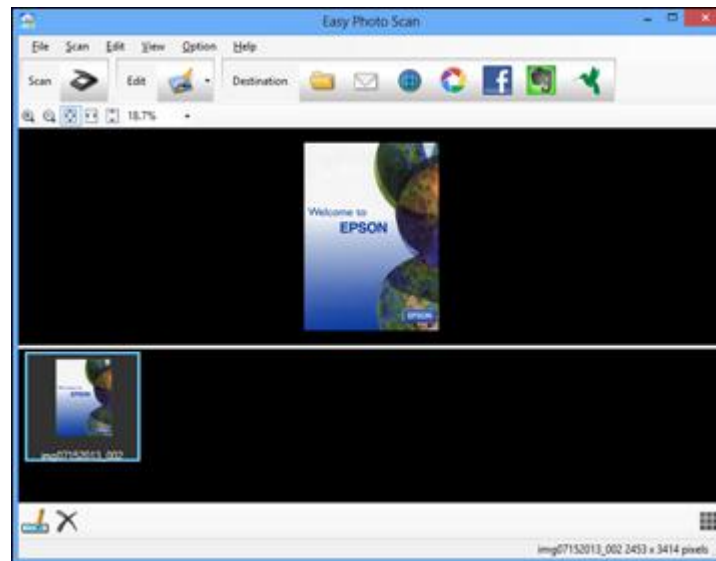 Easy Photo Scan
File Scan Edit View Option Help
Scan Edit Destination
18.7%
Welcome to
EPSON
EPSON
img07152013_002
img07152013_002 2453 x 3414 pixels